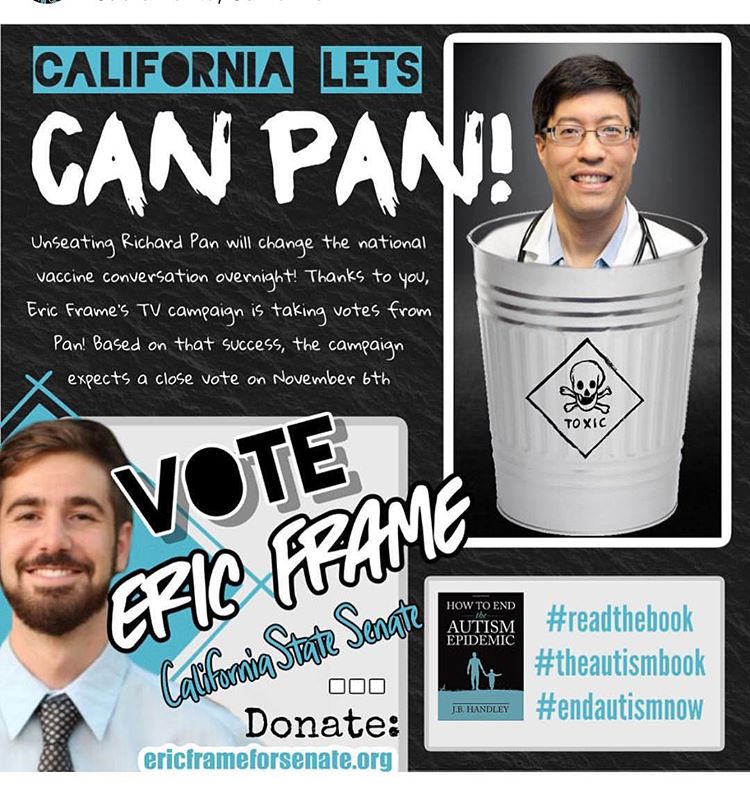 CALIFORNIA LETS
CAN PAN!
Unseating Richard Pan will change the national
vaccine conversation overnight! Thanks to you,
Eric Frame's TV campaign is taking votes from
Pan! Based on that success, the campaign
expects a close vote on November 6th
TOXIC
VOTE
ERIC FRAME
California State Senate
Donate:
ericframeforsenate.org
HOW TO END
the
AUTISM
EPIDEMIC
J.B. HANDLEY
#readthebook
#theautismbook
#endautismnow